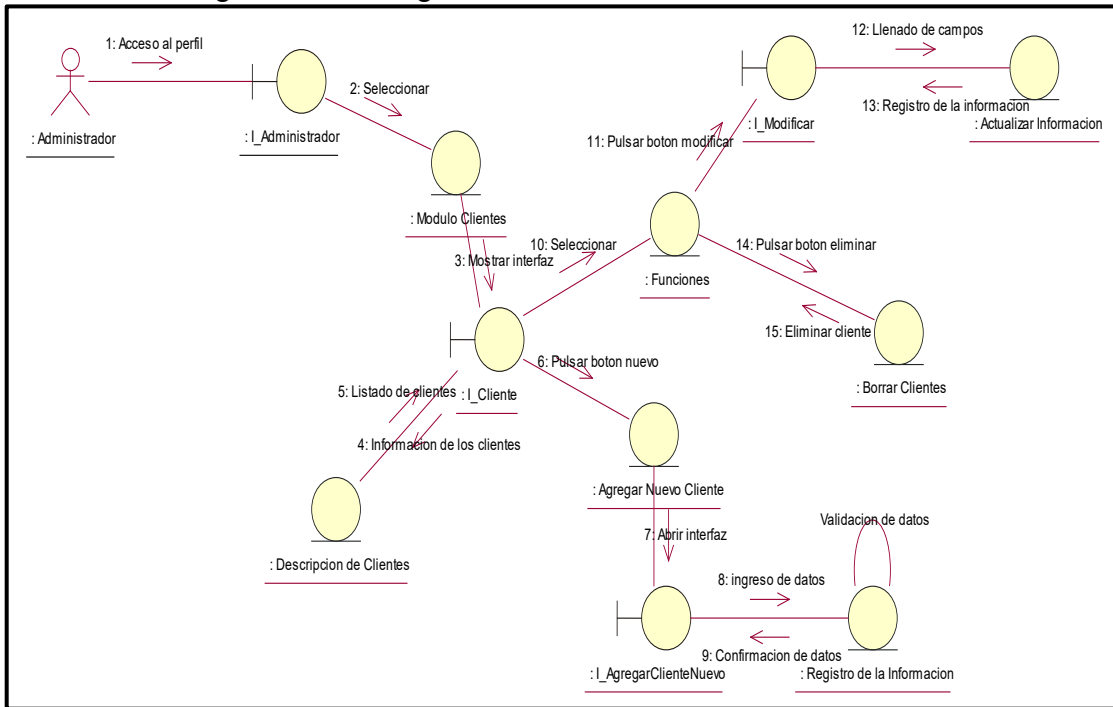 1: Acceso al perfil
: Administrador
: I_Administrador
2: Seleccionar
: Modulo Clientes
3: Mostrar interfaz
10: Seleccionar
: Funciones
11: Pulsar boton modificar
: I_Modificar
12: Llenado de campos
13: Registro de la informacion
: Actualizar Informacion
14: Pulsar boton eliminar
15: Eliminar cliente
: Borrar Clientes
: I_Cliente
5: Listado de clientes
4: Informacion de los clientes
: Descripcion de Clientes
6: Pulsar boton nuevo
: Agregar Nuevo Cliente
7: Abrir interfaz
: I_AgregarClienteNuevo
8: ingreso de datos
9: Confirmacion de datos
Validacion de datos
: Registro de la Informacion